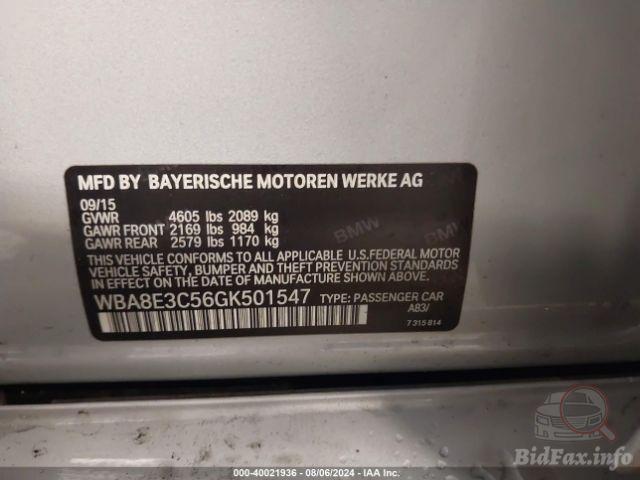 MFD BY BAYERISCHE MOTOREN WERKE AG
09/15
GVWR 4605 lbs 2089 kg
GAWR FRONT 2169 lbs 984 kg
GAWR REAR 2579 lbs 1170 kg
THIS VEHICLE CONFORMS TO ALL APPLICABLE U.S.FEDERAL MOTOR
VEHICLE SAFETY, BUMPER AND THEFT PREVENTION STANDARDS
IN EFFECT ON THE DATE OF MANUFACTURE SHOWN ABOVE.
WBA8E3C56GK501547 TYPE: PASSENGER CAR
A83/
7 315 814
BMW
BMW
BidFax.info
000-40021936 - 08/06/2024 - IAA Inc.